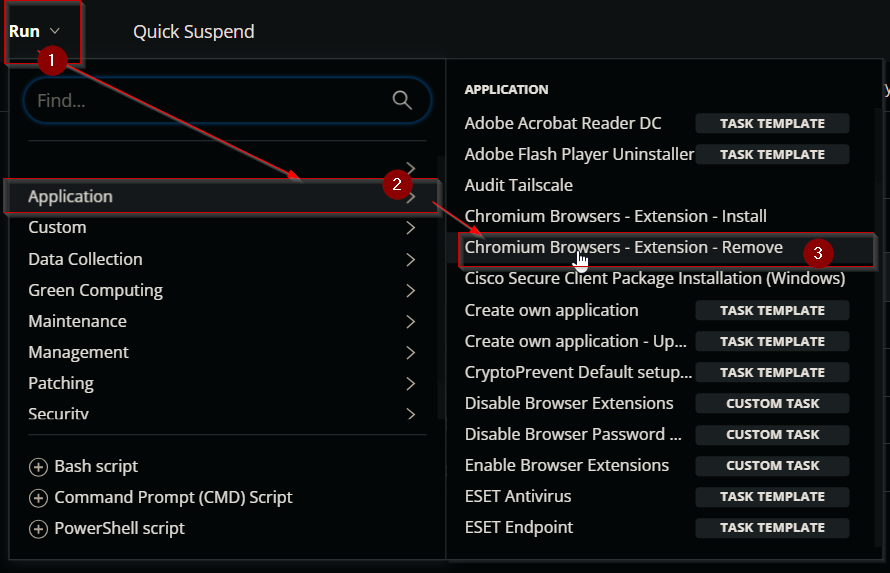 Run
Quick Suspend
1
Find...
2
Application
Custom
Data Collection
Green Computing
Maintenance
Management
Patching
Security
Bash script
Command Prompt (CMD) Script
PowerShell script
APPLICATION
Adobe Acrobat Reader DC TASK TEMPLATE
Adobe Flash Player Uninstaller TASK TEMPLATE
Audit Tailscale
Chromium Browsers - Extension - Install
Chromium Browsers - Extension - Remove 3
Cisco Secure Client Package Installation (Windows)
Create own application TASK TEMPLATE
Create own application - Up... TASK TEMPLATE
CryptoPrevent Default setup... TASK TEMPLATE
Disable Browser Extensions CUSTOM TASK
Disable Browser Password ... CUSTOM TASK
Enable Browser Extensions CUSTOM TASK
ESET Antivirus TASK TEMPLATE
ESET Endpoint TASK TEMPLATE